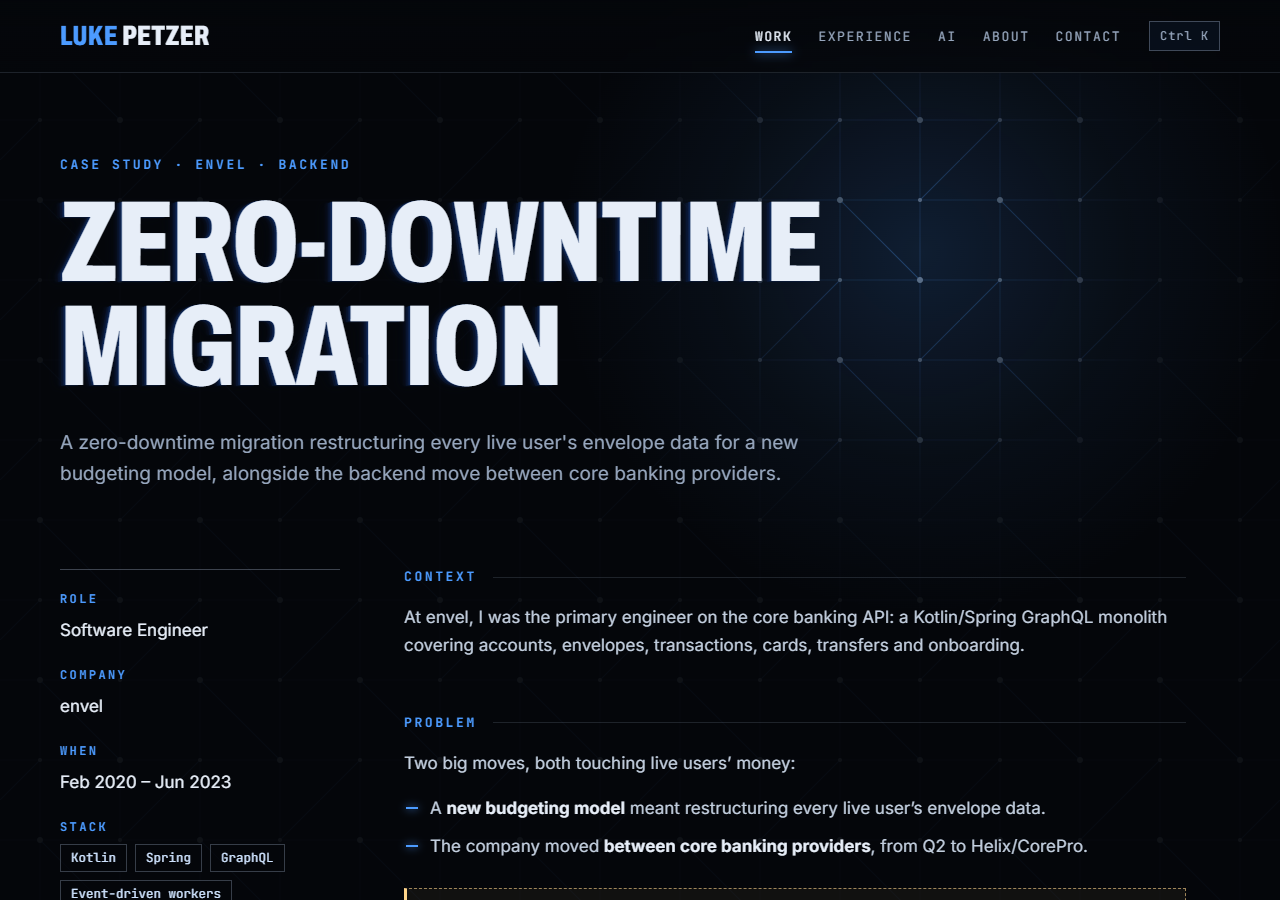 LUKE PETZER
WORK
EXPERIENCE
AI
ABOUT
CONTACT
Ctrl K
CASE STUDY · ENVEL · BACKEND
ZERO-DOWNTIME
MIGRATION
A zero-downtime migration restructuring every live user's envelope data for a new
budgeting model, alongside the backend move between core banking providers.
ROLE
Software Engineer
COMPANY
envel
WHEN
Feb 2020 – Jun 2023
STACK
Kotlin
Spring
GraphQL
Event-driven workers
CONTEXT
At envel, I was the primary engineer on the core banking API: a Kotlin/Spring GraphQL monolith
covering accounts, envelopes, transactions, cards, transfers and onboarding.
PROBLEM
Two big moves, both touching live users’ money:
A new budgeting model meant restructuring every live user’s envelope data.
The company moved between core banking providers, from Q2 to Helix/CorePro.